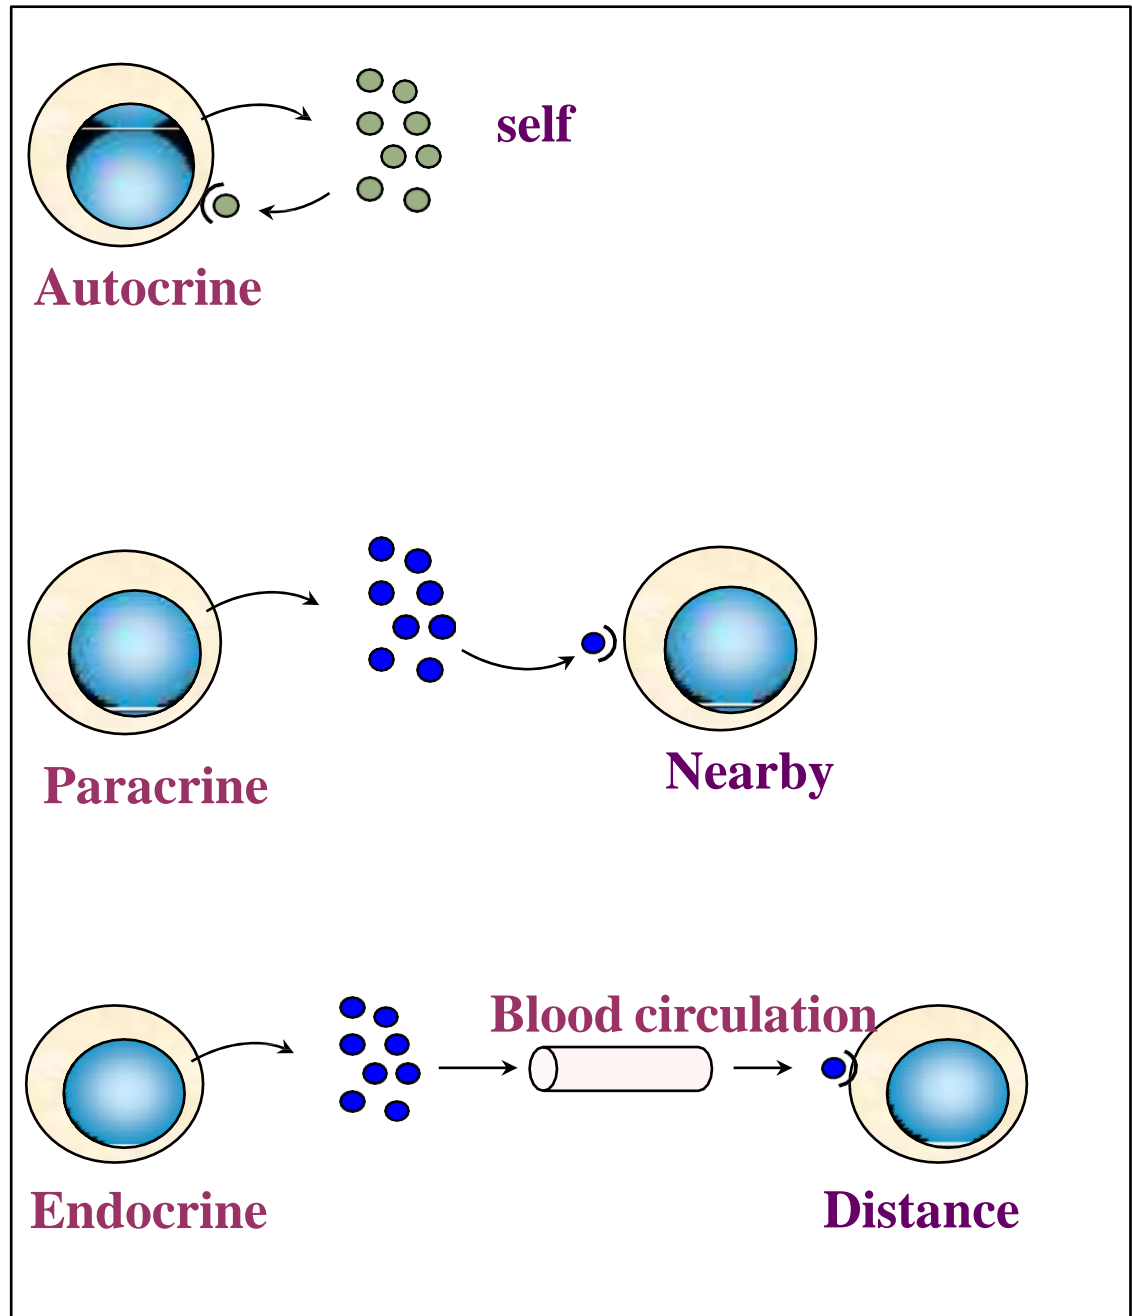 self
Autocrine
Paracrine
Nearby
Blood circulation
Endocrine
Distance